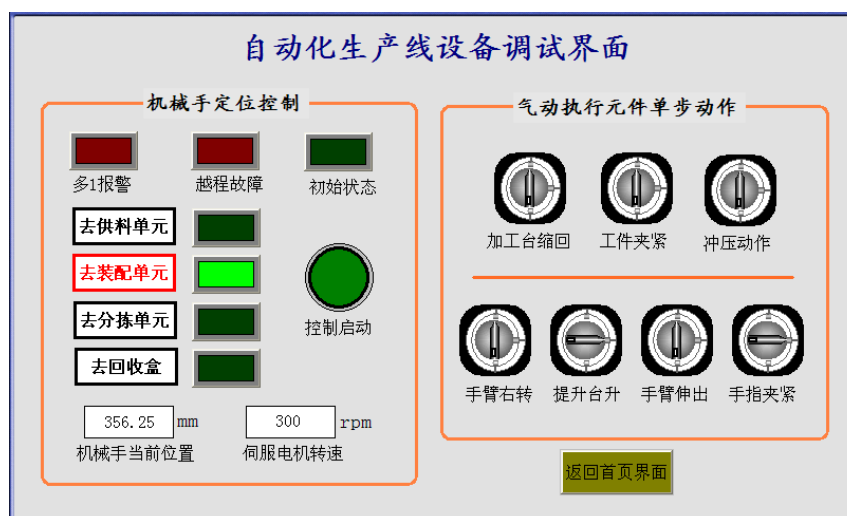 自动化生产线设备调试界面
机械手定位控制
多1报警 越程故障 初始状态
去供料单元
去装配单元
去分拣单元
去回收盒
控制启动
356.25 mm 300 rpm
机械手当前位置 伺服电机转速
气动执行元件单步动作
加工台缩回 工件夹紧 冲压动作
手臂右转 提升台升 手臂伸出 手指夹紧
返回首页界面